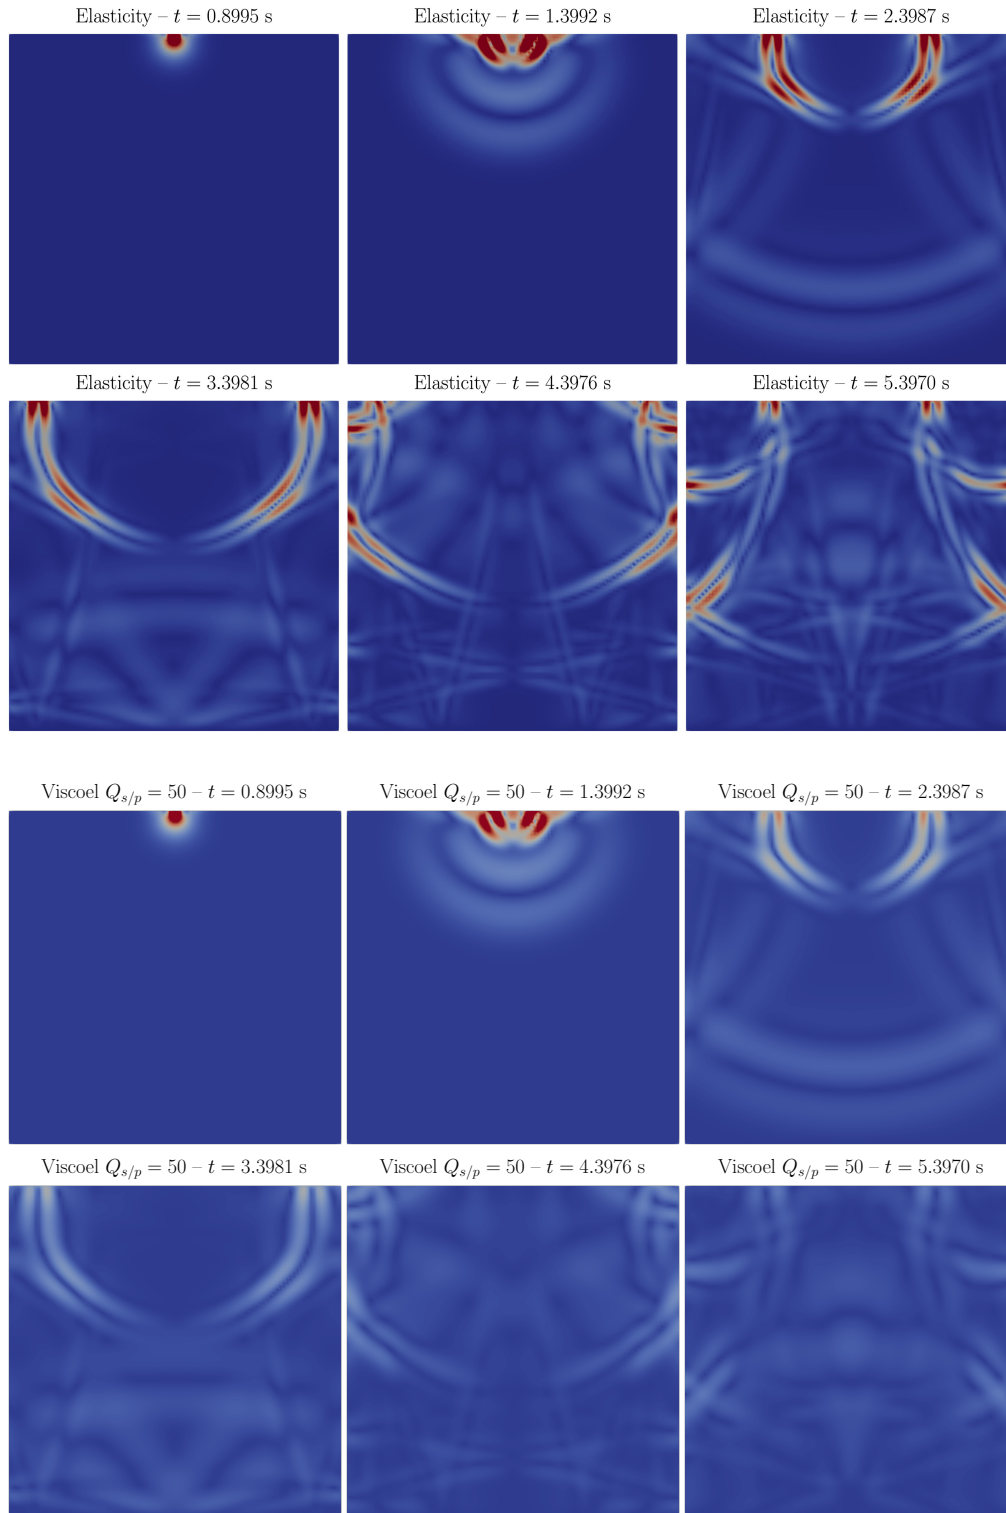 Elasticity – t = 0.8995 s
Elasticity – t = 1.3992 s
Elasticity – t = 2.3987 s
Elasticity – t = 3.3981 s
Elasticity – t = 4.3976 s
Elasticity – t = 5.3970 s
Viscoel Q_{s/p} = 50 – t = 0.8995 s
Viscoel Q_{s/p} = 50 – t = 1.3992 s
Viscoel Q_{s/p} = 50 – t = 2.3987 s
Viscoel Q_{s/p} = 50 – t = 3.3981 s
Viscoel Q_{s/p} = 50 – t = 4.3976 s
Viscoel Q_{s/p} = 50 – t = 5.3970 s